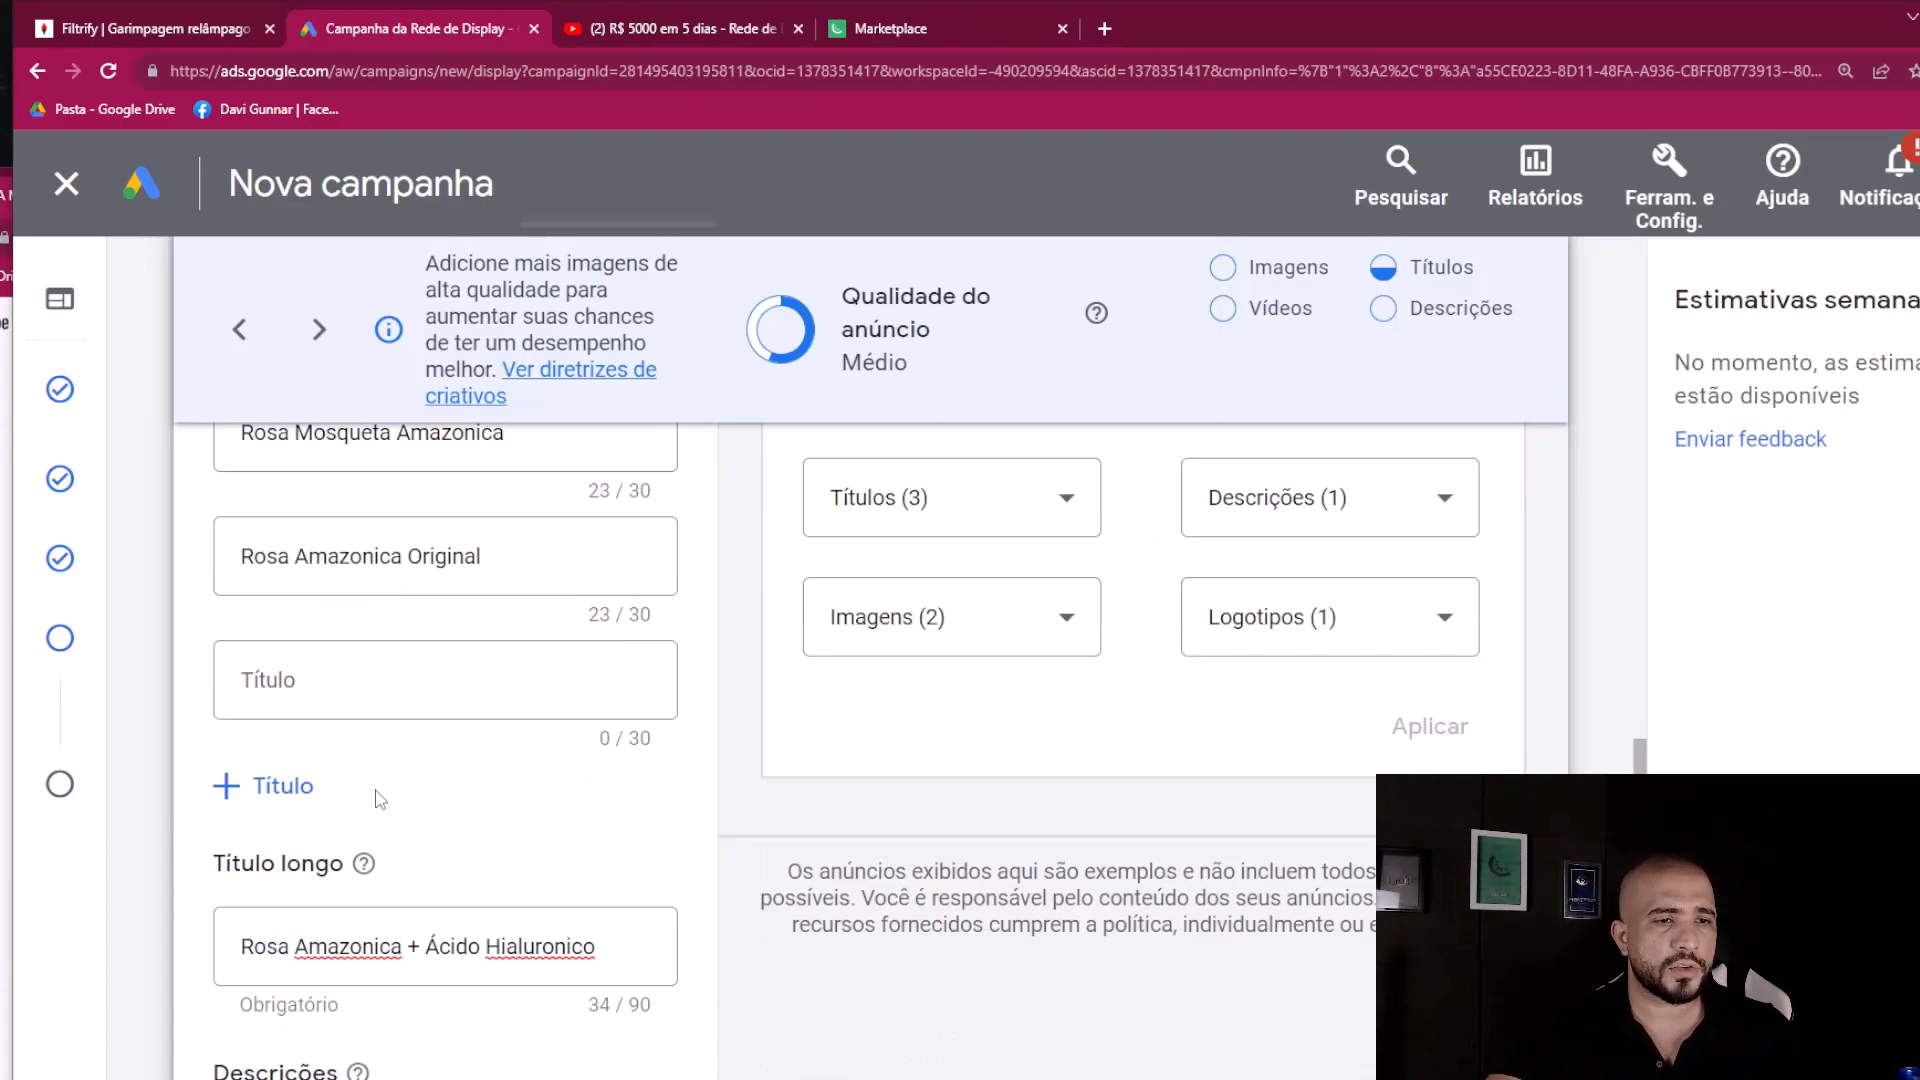 Filtrify | Garimpagem relâmpago
Campanha da Rede de Display -
(2) R$ 5000 em 5 dias - Rede de
Marketplace
https://ads.google.com/aw/campaigns/new/display?campaignId=281495403195811&ocid=1378351417&workspaceId=-490209594&ascid=1378351417&cmpnInfo=%7B"1"%3A2%2C"8"%3A"a55CE0223-8D11-48FA-A936-CBFF0B773913--80...
Pasta - Google Drive
Davi Gunnar | Face...
Nova campanha
Pesquisar
Relatórios
Ferram. e
Config.
Ajuda
Notificaç
Adicione mais imagens de
alta qualidade para
aumentar suas chances
de ter um desempenho
melhor. Ver diretrizes de
criativos
Qualidade do
anúncio
Médio
Imagens
Títulos
Vídeos
Descrições
Estimativas semana
No momento, as estima
estão disponíveis
Enviar feedback
Rosa Mosqueta Amazonica
23 / 30
Rosa Amazonica Original
23 / 30
Título
0 / 30
+ Título
Título longo
Rosa Amazonica + Ácido Hialuronico
Obrigatório
34 / 90
Descrições
Títulos (3)
Descrições (1)
Imagens (2)
Logotipos (1)
Aplicar
Os anúncios exibidos aqui são exemplos e não incluem todos
possíveis. Você é responsável pelo conteúdo dos seus anúncios.
recursos fornecidos cumprem a política, individualmente ou e